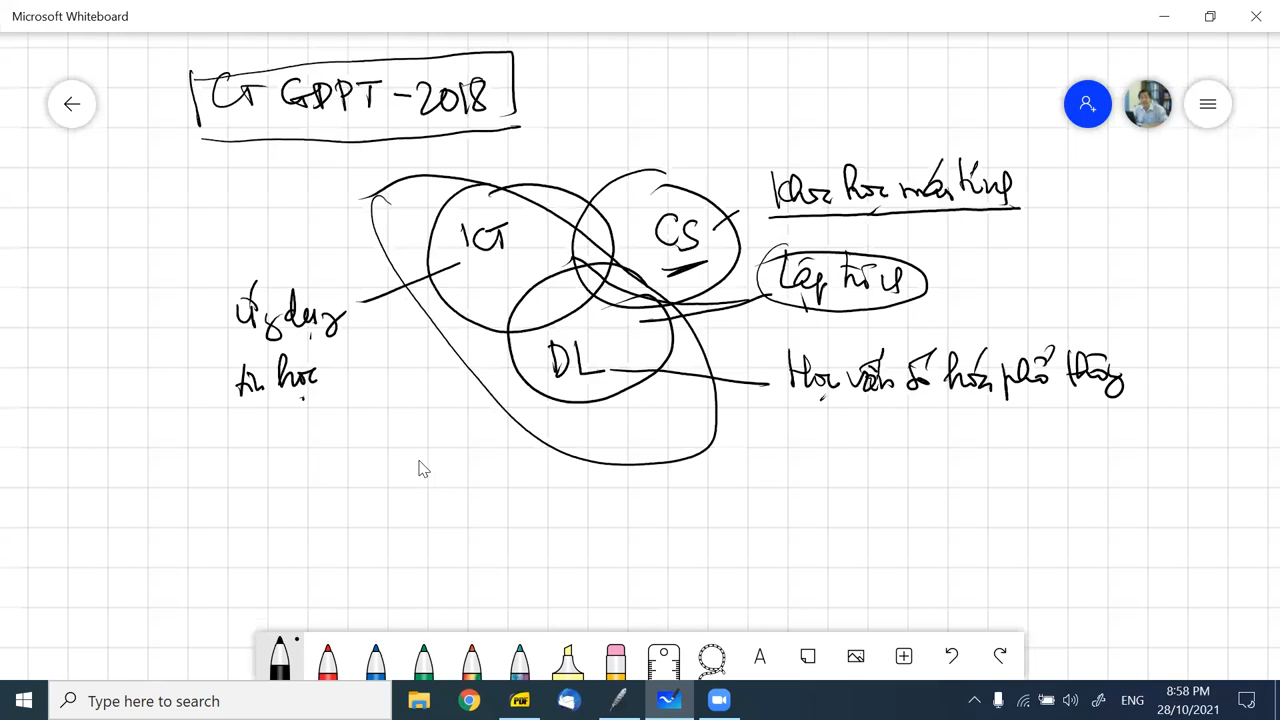 Microsoft Whiteboard
CT GDPT - 2018
ICT
CS
Khoa học máy tính
Lập trình
Ứng dụng
tin học
DL
Học vấn số hóa phổ thông
A
Type here to search
PDF
ENG
8:58 PM
28/10/2021